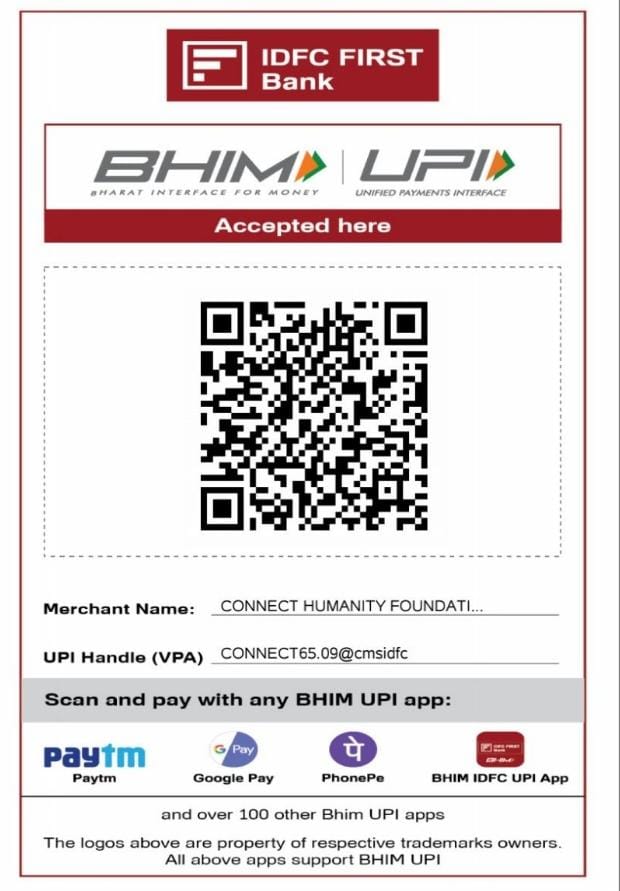 IDFC FIRST
Bank
BHIM UPI
BHARAT INTERFACE FOR MONEY UNIFIED PAYMENTS INTERFACE
Accepted here
Merchant Name: CONNECT HUMANITY FOUNDATI...
UPI Handle (VPA) CONNECT65.09@cmsidfc
Scan and pay with any BHIM UPI app:
paytm G Pay पे IDFC FIRST
Bank
BHIM
Paytm Google Pay PhonePe BHIM IDFC UPI App
and over 100 other Bhim UPI apps
The logos above are property of respective trademarks owners.
All above apps support BHIM UPI